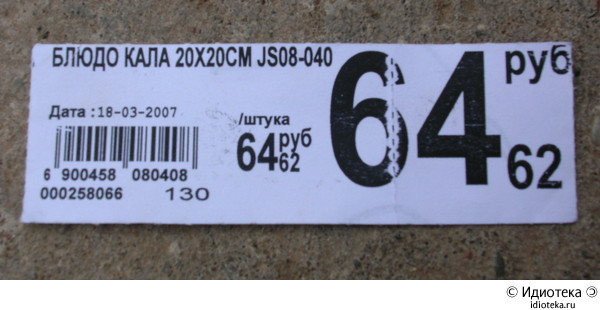 БЛЮДО КАЛА 20X20СМ JS08-040
64 руб 62
Дата :18-03-2007
/штука
64 руб 62
6 900458 080408
000258066 130
© Идиотека
idioteka.ru